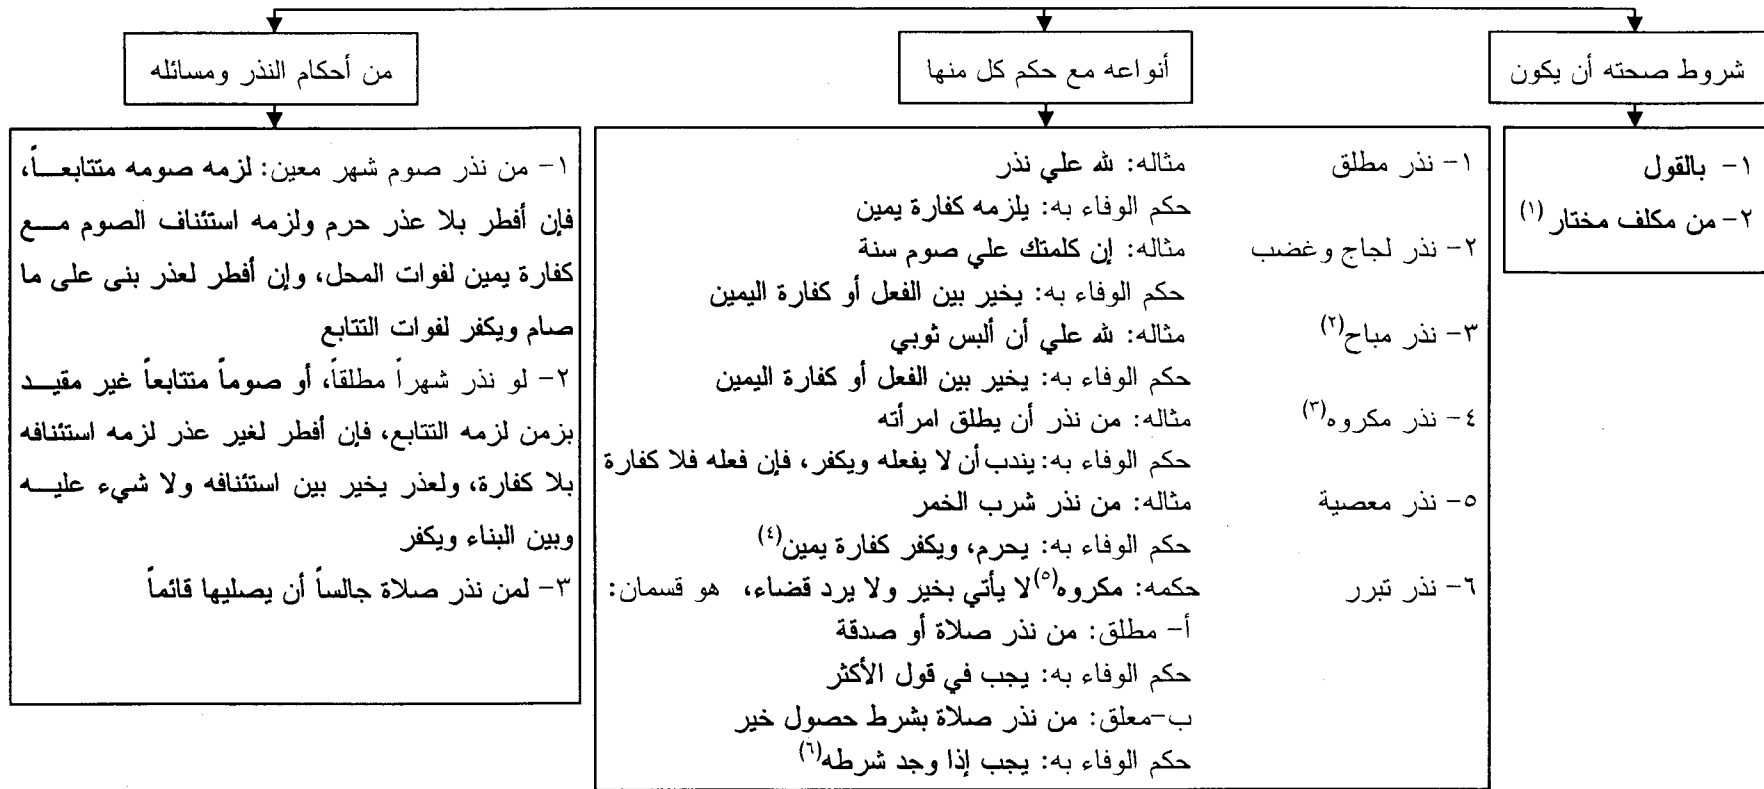 شروط صحته أن يكون
١- بالقول
٢- من مكلف مختار (١)
أنواعه مع حكم كل منها
١- نذر مطلق مثاله: لله علي نذر
حكم الوفاء به: يلزمه كفارة يمين
٢- نذر لجاج وغضب مثاله: إن كلمتك علي صوم سنة
حكم الوفاء به: يخير بين الفعل أو كفارة اليمين
٣- نذر مباح(٢) مثاله: لله علي أن ألبس ثوبي
حكم الوفاء به: يخير بين الفعل أو كفارة اليمين
٤- نذر مكروه(٣) مثاله: من نذر أن يطلق امرأته
حكم الوفاء به: يندب أن لا يفعله ويكفر، فإن فعله فلا كفارة
٥- نذر معصية مثاله: من نذر شرب الخمر
حكم الوفاء به: يحرم، ويكفر كفارة يمين(٤)
٦- نذر تبرر حكمه: مكروه(٥) لا يأتي بخير ولا يرد قضاء، هو قسمان:
أ- مطلق: من نذر صلاة أو صدقة
حكم الوفاء به: يجب في قول الأكثر
ب-معلق: من نذر صلاة بشرط حصول خير
حكم الوفاء به: يجب إذا وجد شرطه(٦)
من أحكام النذر ومسائله
١- من نذر صوم شهر معين: لزمه صومه متتابعاً،
فإن أفطر بلا عذر حرم ولزمه استئناف الصوم مع
كفارة يمين لفوات المحل، وإن أفطر لعذر بنى على ما
صام ويكفر لفوات التتابع
٢- لو نذر شهراً مطلقاً، أو صوماً متتابعاً غير مقيد
بزمن لزمه التتابع، فإن أفطر لغير عذر لزمه استئنافه
بلا كفارة، ولعذر يخير بين استئنافه ولا شيء عليه
وبين البناء ويكفر
٣- لمن نذر صلاة جالساً أن يصليها قائماً